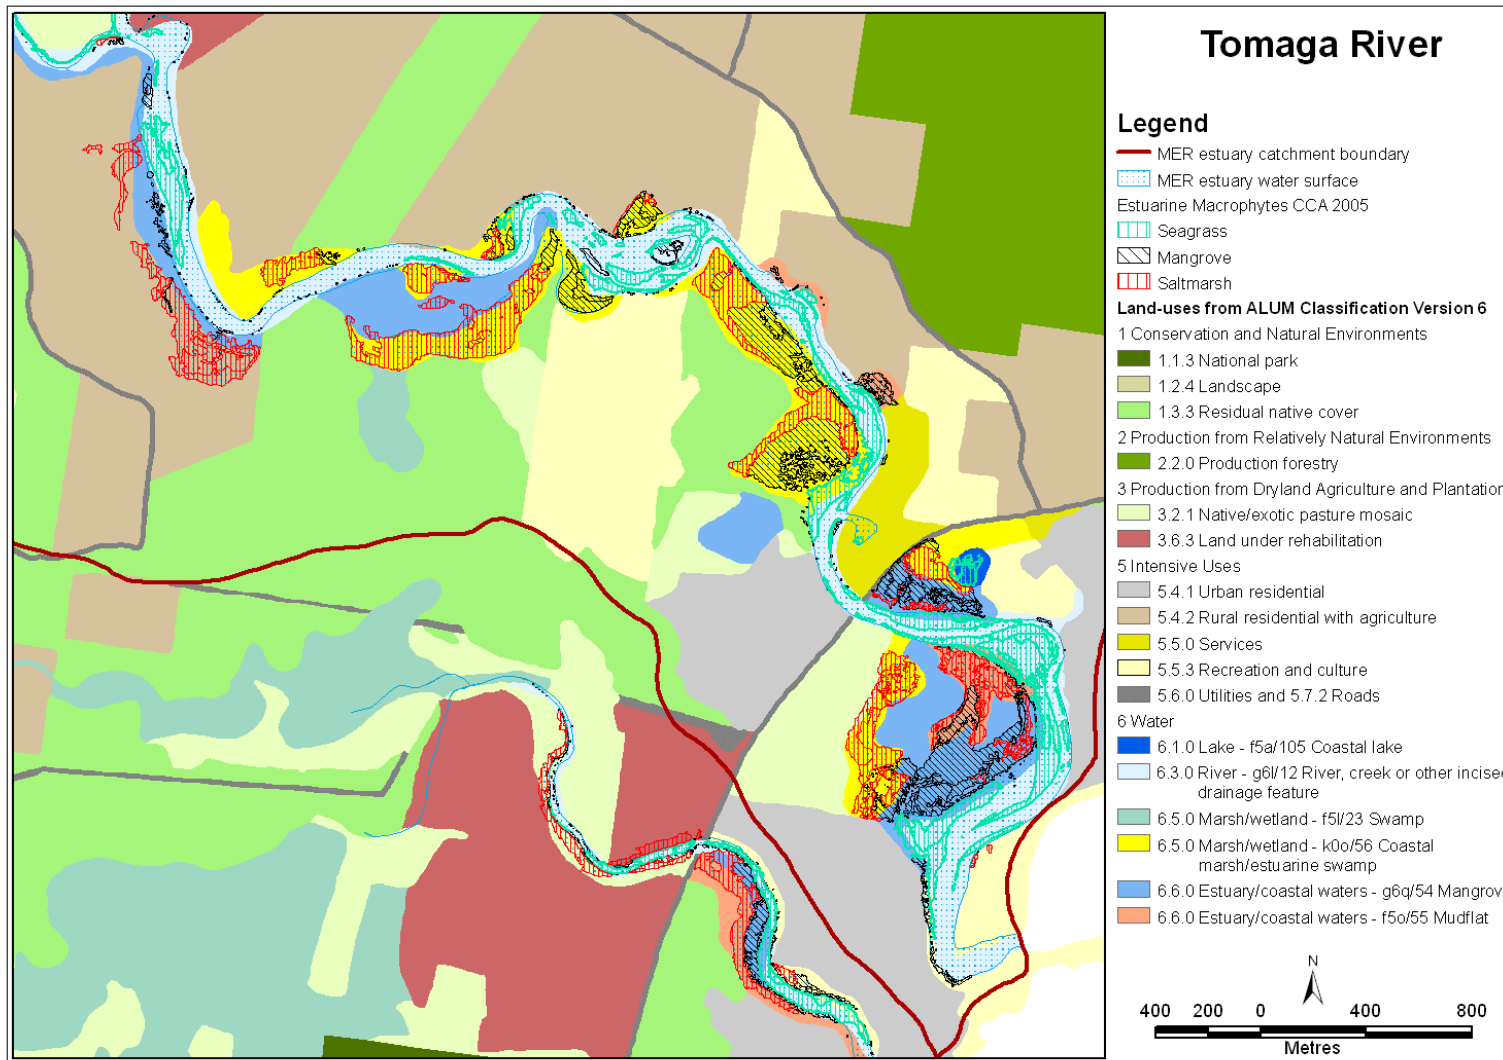 Tomaga River
Legend
MER estuary catchment boundary
MER estuary water surface
Estuarine Macrophytes CCA 2005
Seagrass
Mangrove
Saltmarsh
Land-uses from ALUM Classification Version 6
1 Conservation and Natural Environments
1.1.3 National park
1.2.4 Landscape
1.3.3 Residual native cover
2 Production from Relatively Natural Environments
2.2.0 Production forestry
3 Production from Dryland Agriculture and Plantation
3.2.1 Native/exotic pasture mosaic
3.6.3 Land under rehabilitation
5 Intensive Uses
5.4.1 Urban residential
5.4.2 Rural residential with agriculture
5.5.0 Services
5.5.3 Recreation and culture
5.6.0 Utilities and 5.7.2 Roads
6 Water
6.1.0 Lake - f5a/105 Coastal lake
6.3.0 River - g6l/12 River, creek or other incise
drainage feature
6.5.0 Marsh/wetland - f5l/23 Swamp
6.5.0 Marsh/wetland - k0o/56 Coastal
marsh/estuarine swamp
6.6.0 Estuary/coastal waters - g6q/54 Mangrov
6.6.0 Estuary/coastal waters - f5o/55 Mudflat
N
400 200 0 400 800
Metres